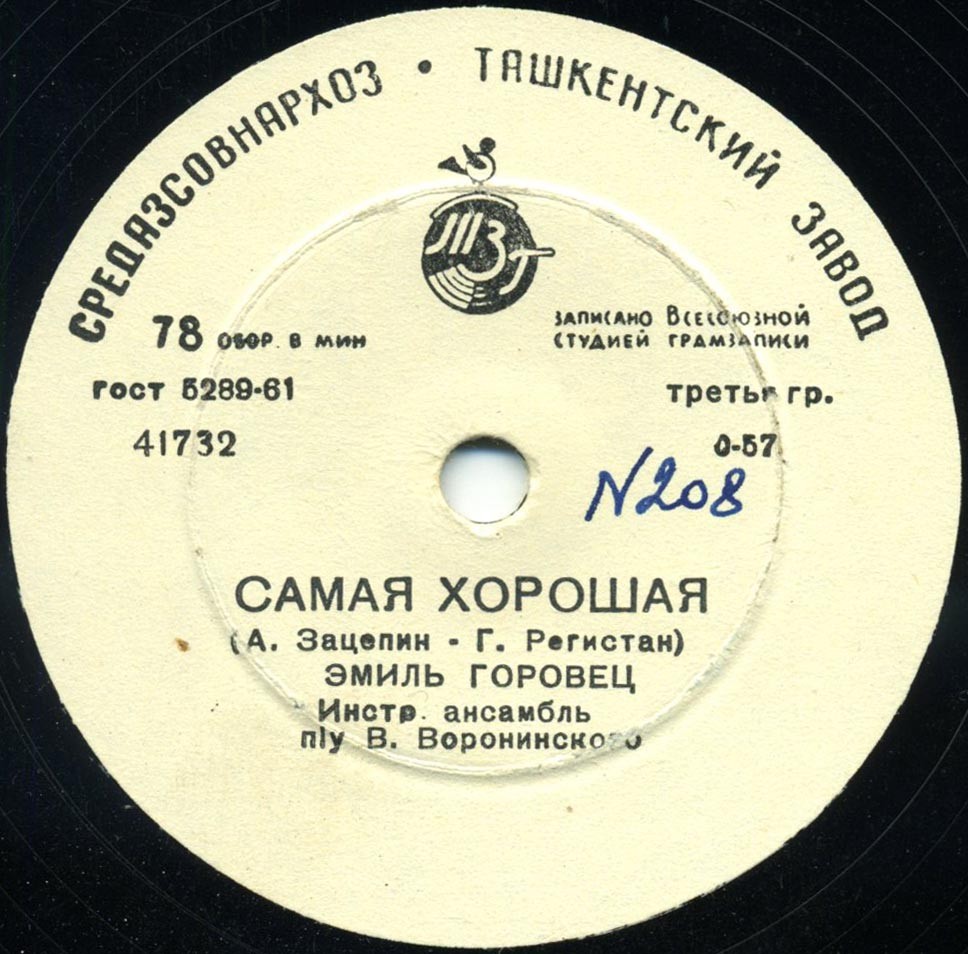 СРЕДАЗСОВНАРХОЗ • ТАШКЕНТСКИЙ ЗАВОД
ТЗ
78 ОБОР. В МИН
ЗАПИСАНО ВСЕСОЮЗНОЙ
СТУДИЕЙ ГРАМЗАПИСИ
ГОСТ 5289-61
третья гр.
41732
0-57
N208
САМАЯ ХОРОШАЯ
(А. Зацепин - Г. Регистан)
ЭМИЛЬ ГОРОВЕЦ
Инстр. ансамбль
п/у В. Воронинского